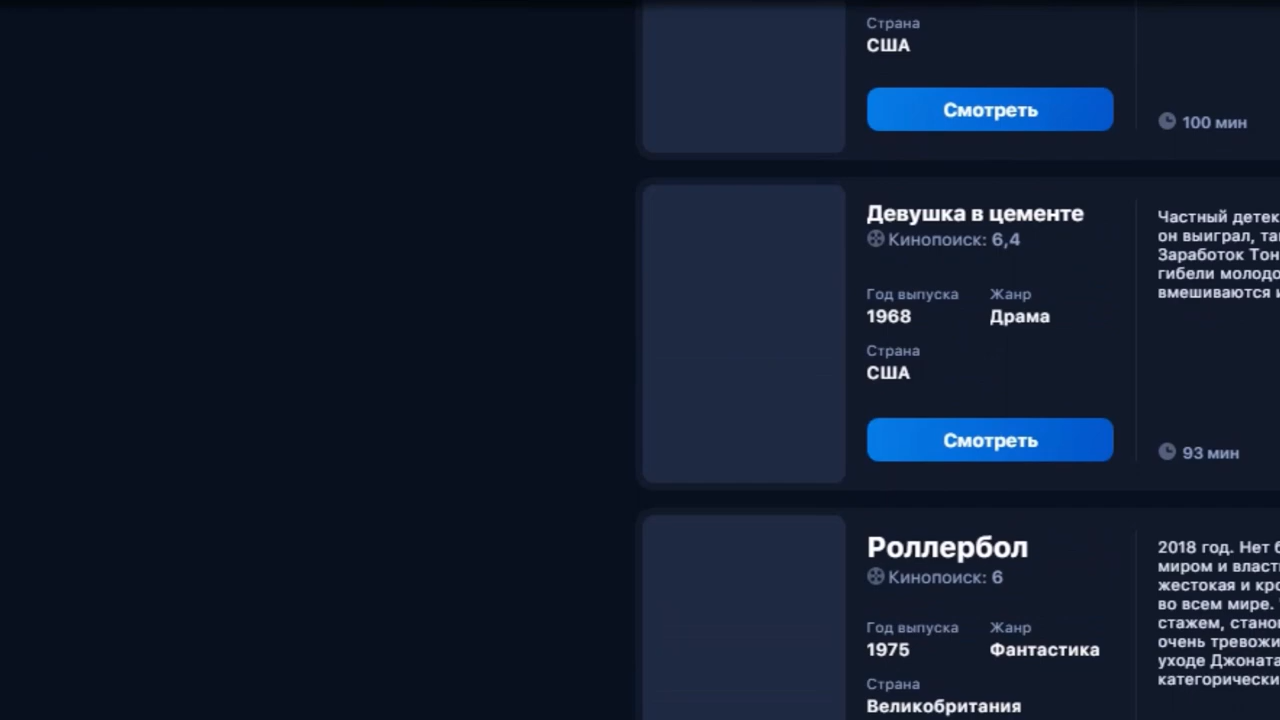 Страна
США
Смотреть
100 мин
Девушка в цементе
Кинопоиск: 6,4
Год выпуска
Жанр
1968
Драма
Страна
США
Смотреть
Частный детек
он выиграл, та
Заработок Тон
гибели молодо
вмешиваются
93 мин
Роллербол
Кинопоиск: 6
Год выпуска
Жанр
1975
Фантастика
Страна
Великобритания
2018 год. Нет
миром и власт
жестокая и кро
во всем мире.
стажем, стано
очень тревожи
уходе Джоната
категорически